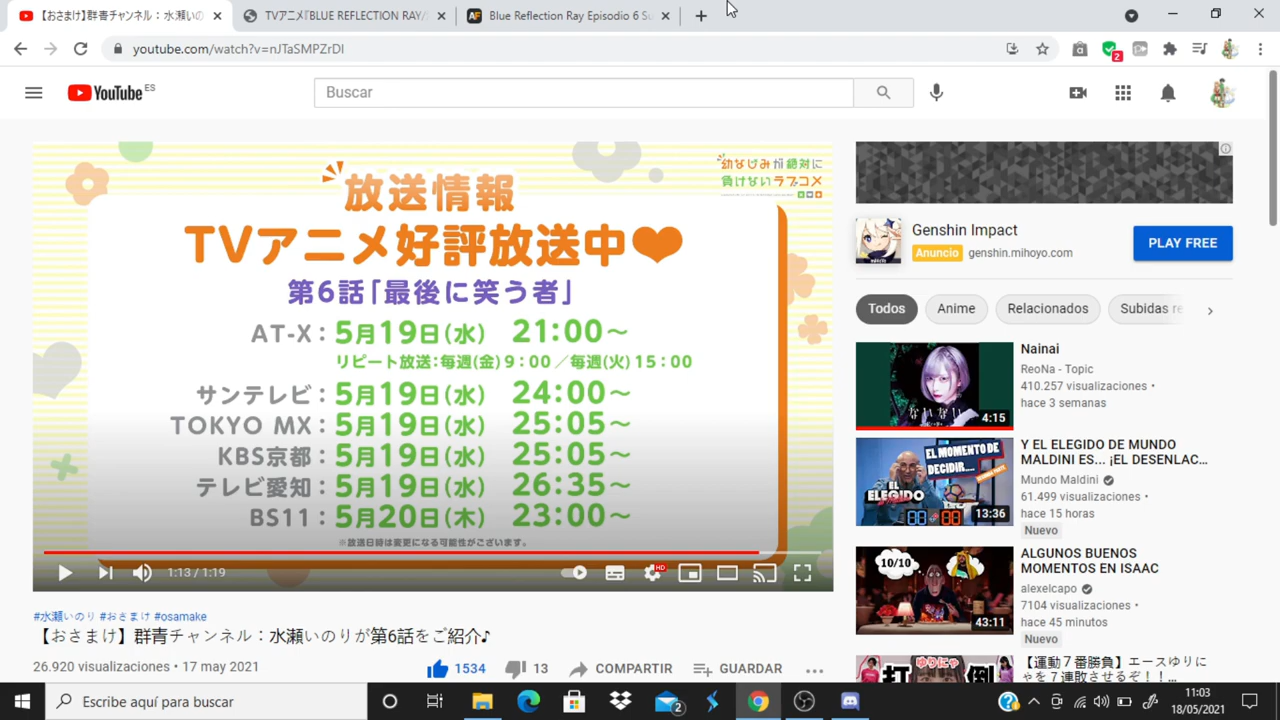 【おさまけ】群青チャンネル：水瀬い
TVアニメ『BLUE REFLECTION RAY/
Blue Reflection Ray Episodio 6 Su
youtube.com/watch?v=nJTaSMPZrDI
2
YouTube ES
Buscar
幼なじみが絶対に
負けないラブコメ
放送情報
TVアニメ好評放送中❤
第6話「最後に笑う者」
AT-X：5月19日(水) 21:00～
リピート放送：毎週(金)9：00／毎週(火)15：00
サンテレビ：5月19日(水) 24:00～
TOKYO MX：5月19日(水) 25:05～
KBS京都：5月19日(水) 25:05～
テレビ愛知：5月19日(水) 26:35～
BS11：5月20日(木) 23:00～
※放送日時は変更になる可能性がございます。
1:13 / 1:19
HD
#水瀬いのり #おさまけ #osamake
【おさまけ】群青チャンネル：水瀬いのりが第6話をご紹介♪
26.920 visualizaciones • 17 may 2021
1534
13
COMPARTIR
GUARDAR
Genshin Impact
Anuncio genshin.mihoyo.com
PLAY FREE
Todos
Anime
Relacionados
Subidas re
ないない
4:15
Nainai
ReoNa - Topic
410.257 visualizaciones •
hace 3 semanas
EL MOMENTO DE
DECIDIR...
EL
ELEGIDO
13:36
Y EL ELEGIDO DE MUNDO
MALDINI ES... ¡EL DESENLAC...
Mundo Maldini
61.499 visualizaciones •
hace 15 horas
Nuevo
10/10
43:11
ALGUNOS BUENOS
MOMENTOS EN ISAAC
alexelcapo
7104 visualizaciones •
hace 45 minutos
Nuevo
ゆりにゃ
打
倒
【運動７番勝負】エースゆりに
ゃを７連敗させるぞ！！...
Escribe aquí para buscar
2
11:03
18/05/2021